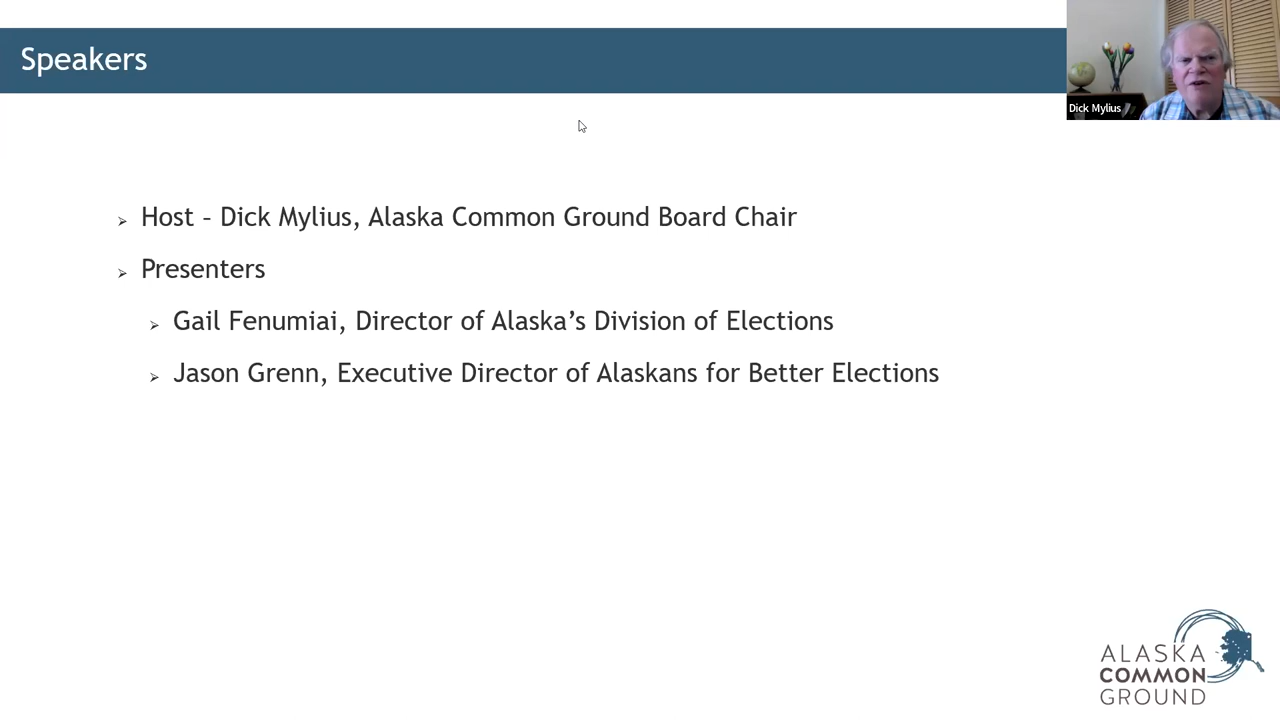 Speakers
Dick Mylius
Host – Dick Mylius, Alaska Common Ground Board Chair
Presenters
Gail Fenumiai, Director of Alaska’s Division of Elections
Jason Grenn, Executive Director of Alaskans for Better Elections
ALASKA
COMMON
GROUND